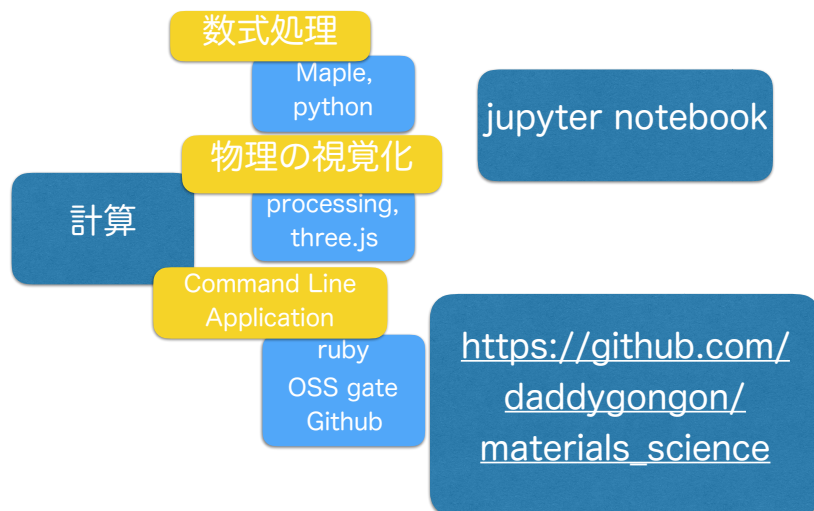 数式処理
Maple,
python
jupyter notebook
物理の視覚化
processing,
three.js
計算
Command Line
Application
ruby
OSS gate
Github
https://github.com/
daddygongon/
materials_science